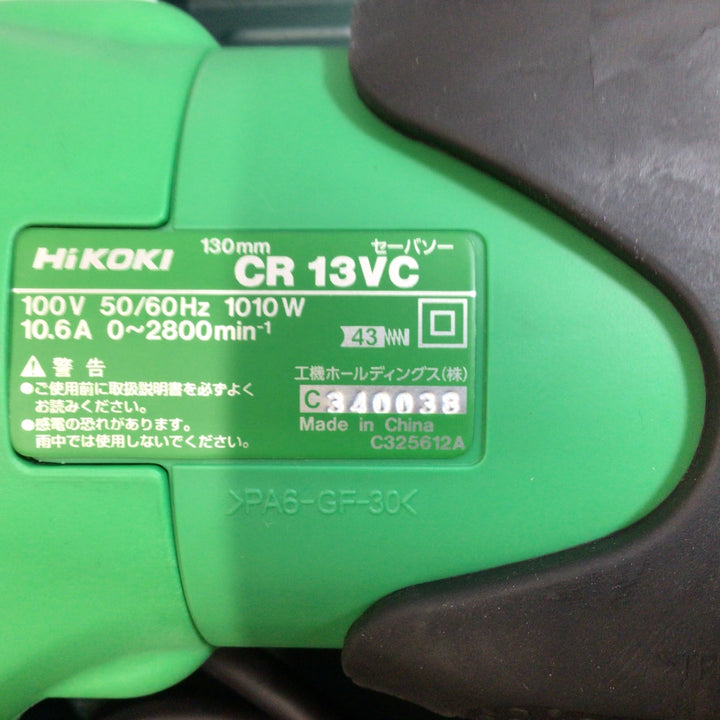 HiKOKI
130mm セーバソー
CR 13VC
100V 50/60Hz 1010W
10.6A 0～2800min⁻¹
43
⚠警告
●ご使用前に取扱説明書を必ずよく
お読みください。
●感電の恐れがあります。
雨中では使用しないでください。
工機ホールディングス(株)
C340038
Made in China
C325612A
>PA6-GF-30<